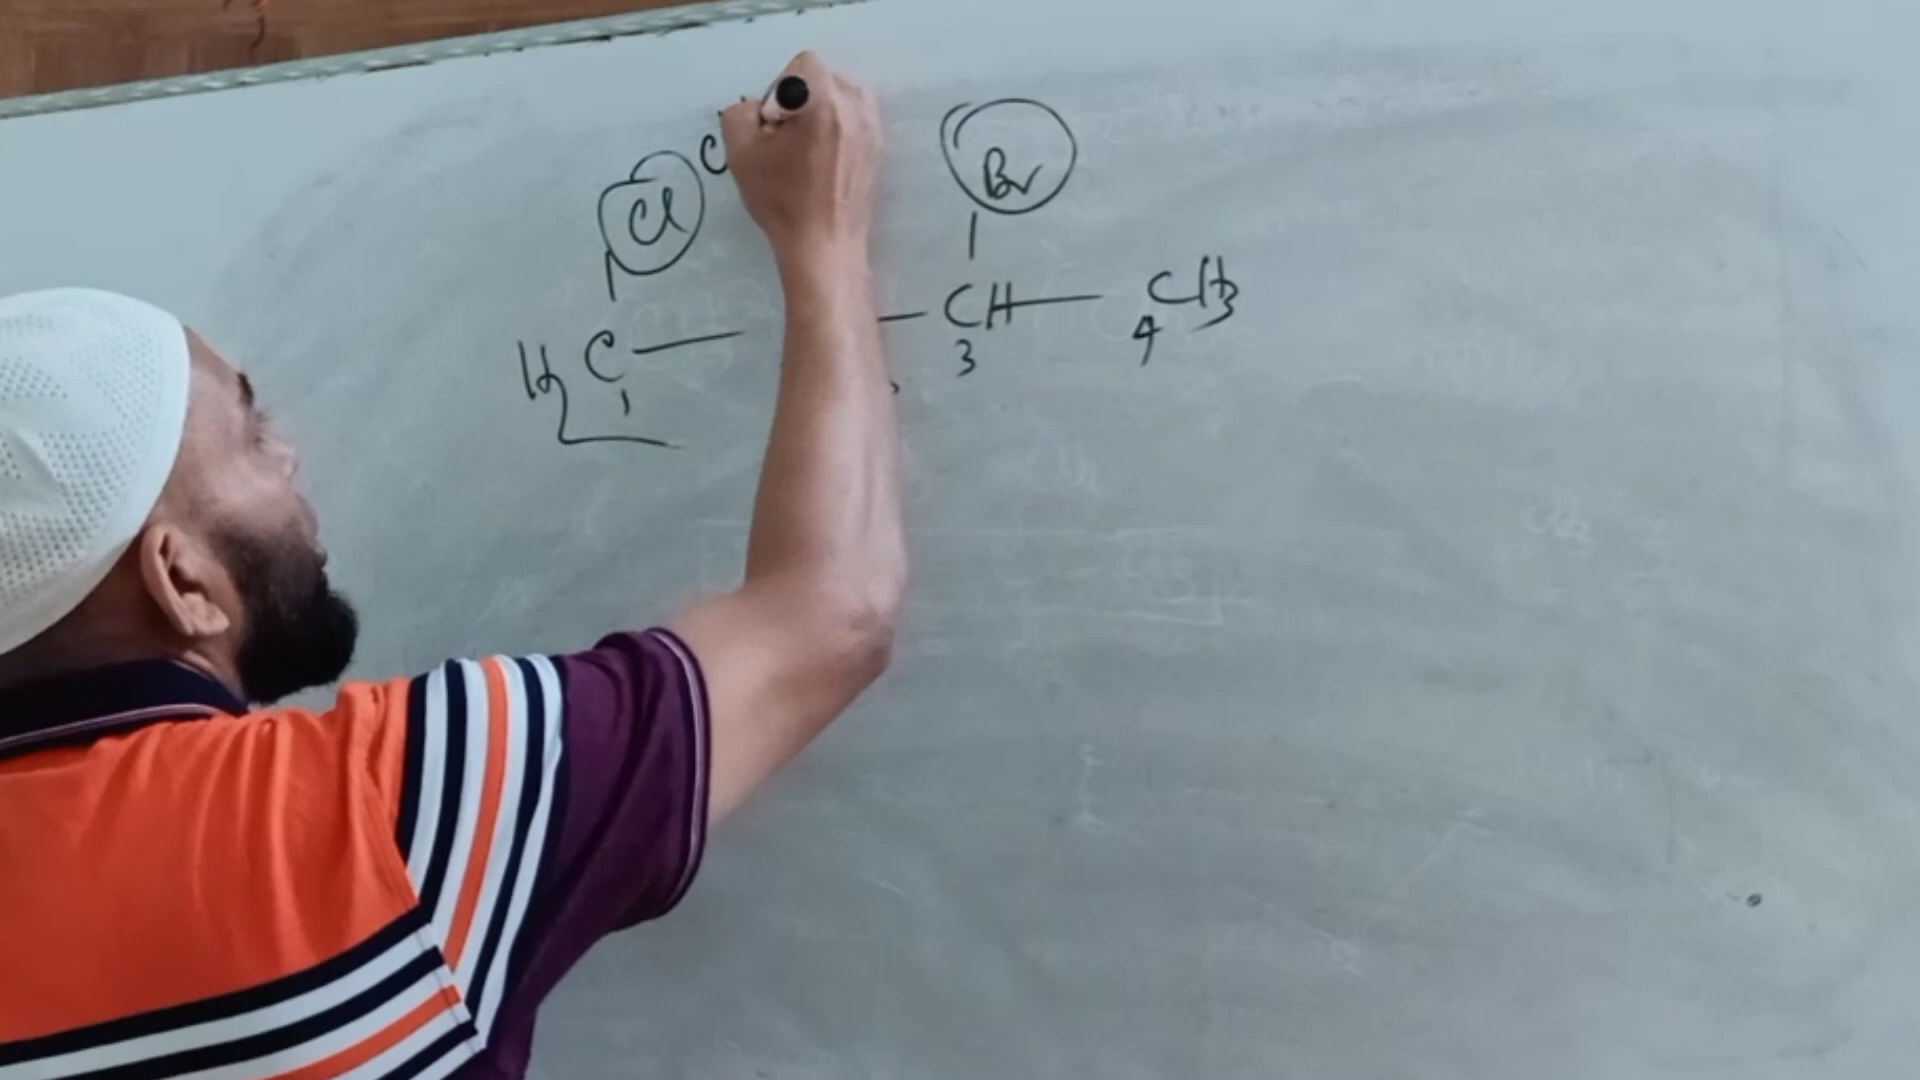 Cl C Br
H2C — — CH — CH3
1 3 4